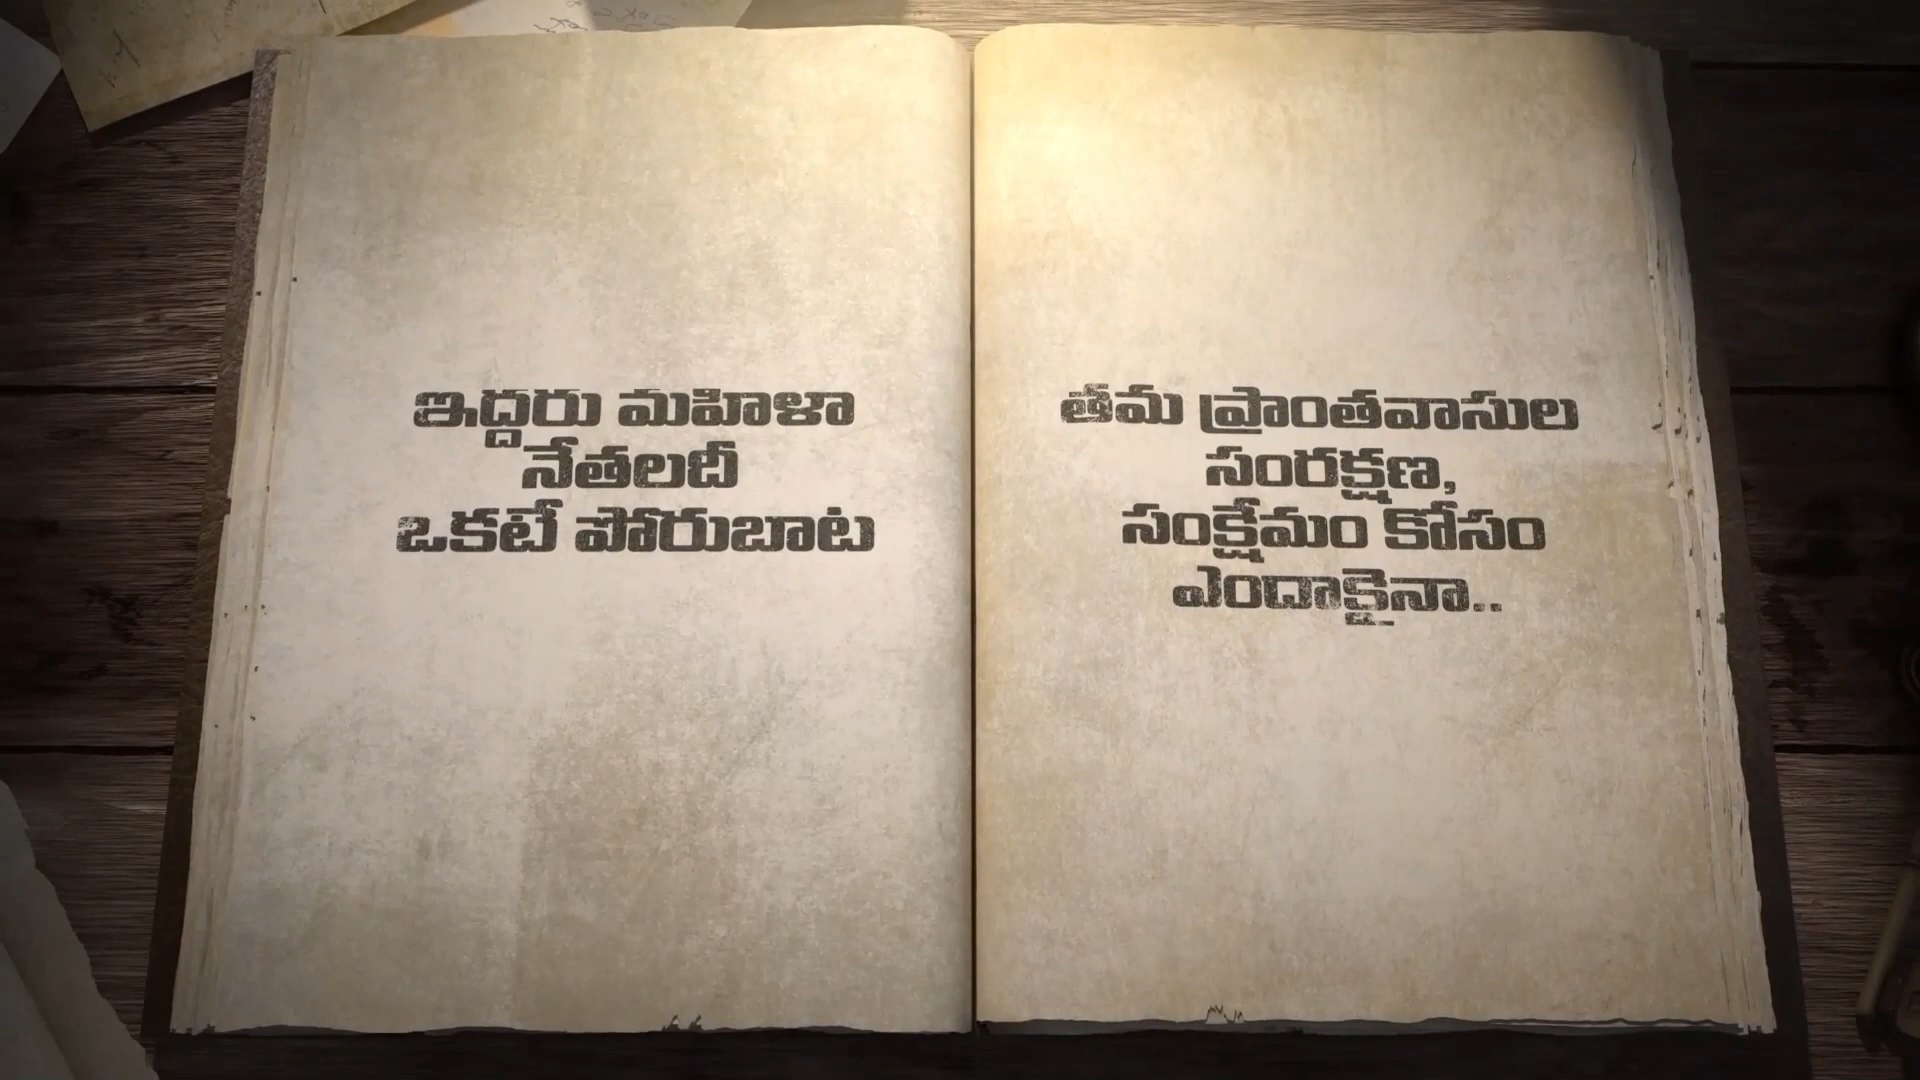 ఇద్దరు మహిళా
నేతలదీ
ఒకటే పోరుబాట
తమ ప్రాంతవాసుల
సంరక్షణ,
సంక్షేమం కోసం
ఎందాకైనా..